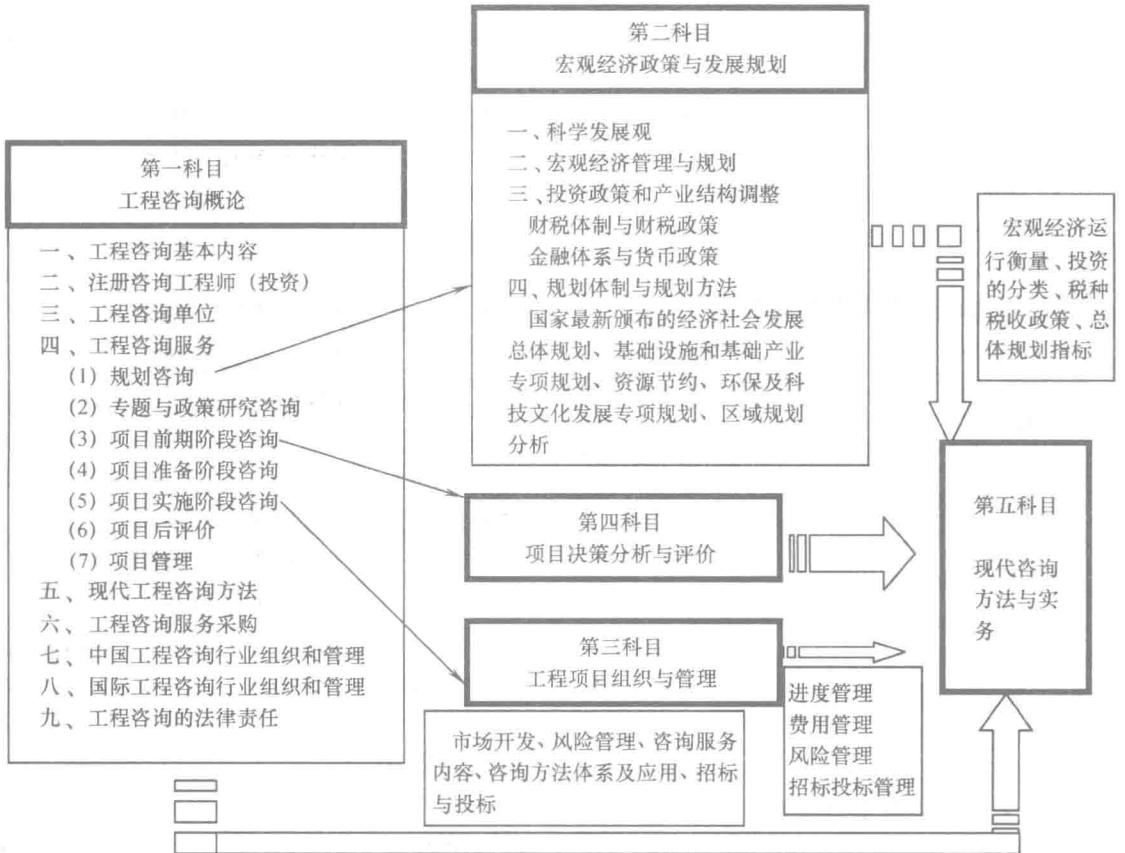 第一科目
工程咨询概论
一、工程咨询基本内容
二、注册咨询工程师（投资）
三、工程咨询单位
四、工程咨询服务
(1) 规划咨询
(2) 专题与政策研究咨询
(3) 项目前期阶段咨询
(4) 项目准备阶段咨询
(5) 项目实施阶段咨询
(6) 项目后评价
(7) 项目管理
五、现代工程咨询方法
六、工程咨询服务采购
七、中国工程咨询行业组织和管理
八、国际工程咨询行业组织和管理
九、工程咨询的法律责任
第二科目
宏观经济政策与发展规划
一、科学发展观
二、宏观经济管理与规划
三、投资政策和产业结构调整
财税体制与财税政策
金融体系与货币政策
四、规划体制与规划方法
国家最新颁布的经济社会发展
总体规划、基础设施和基础产业
专项规划、资源节约、环保及科
技文化发展专项规划、区域规划
分析
宏观经济运
行衡量、投资
的分类、税种
税收政策、总
体规划指标
第四科目
项目决策分析与评价
第三科目
工程项目组织与管理
市场开发、风险管理、咨询服务
内容、咨询方法体系及应用、招标
与投标
进度管理
费用管理
风险管理
招标投标管理
第五科目
现代咨询
方法与实
务